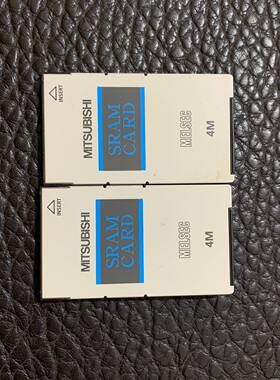 INSERT
MITSUBISHI
SRAM
CARD
MELSEC
4M
INSERT
MITSUBISHI
SRAM
CARD
MELSEC
4M